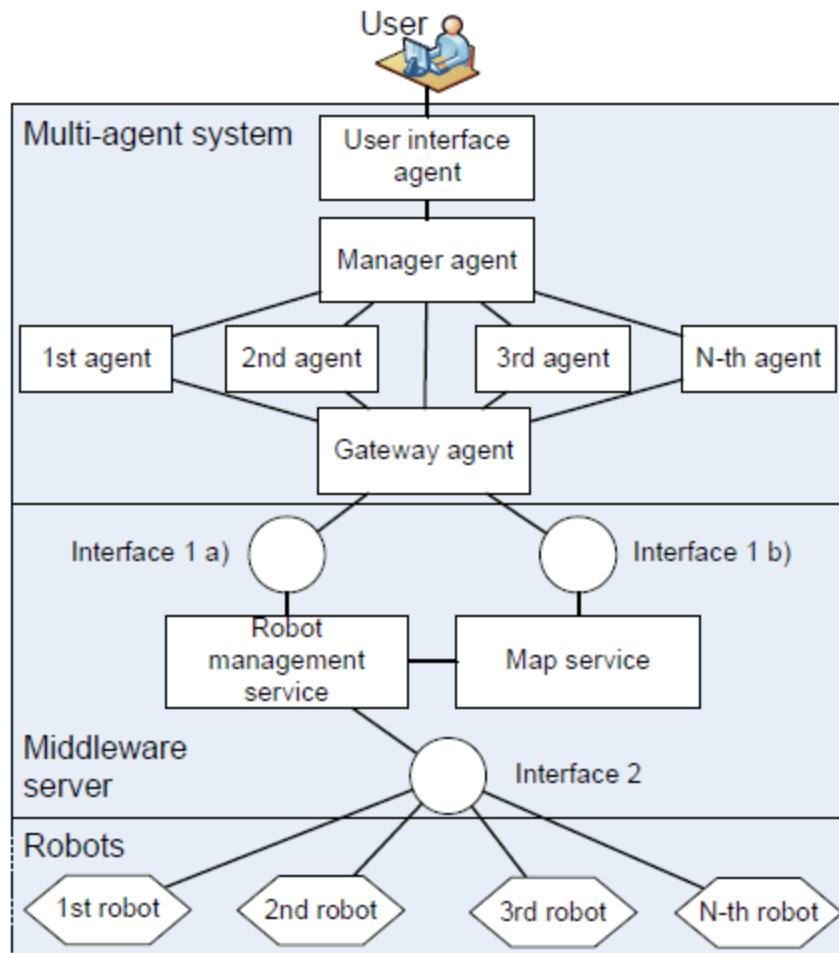 User
Multi-agent system
User interface
agent
Manager agent
1st agent
2nd agent
3rd agent
N-th agent
Gateway agent
Interface 1 a)
Interface 1 b)
Robot
management
service
Map service
Middleware
server
Interface 2
Robots
1st robot
2nd robot
3rd robot
N-th robot